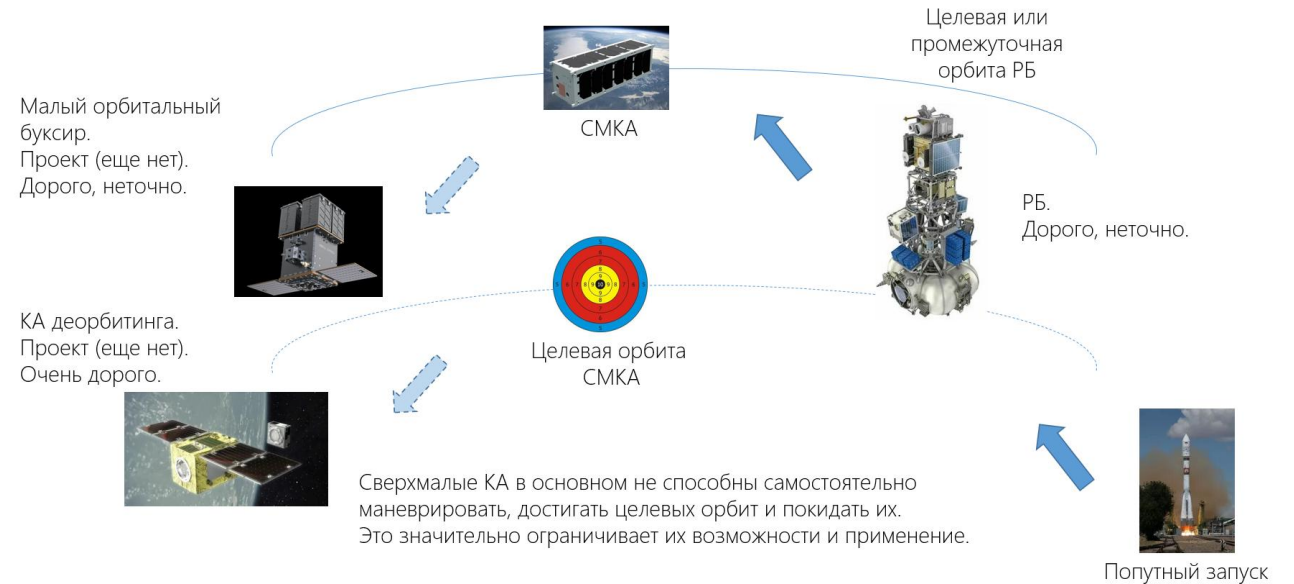 Целевая или
промежуточная
орбита РБ
Малый орбитальный
буксир.
Проект (еще нет).
Дорого, неточно.
СМКА
РБ.
Дорого, неточно.
КА деорбитинга.
Проект (еще нет).
Очень дорого.
Целевая орбита
СМКА
Сверхмалые КА в основном не способны самостоятельно
маневрировать, достигать целевых орбит и покидать их.
Это значительно ограничивает их возможности и применение.
Попутный запуск